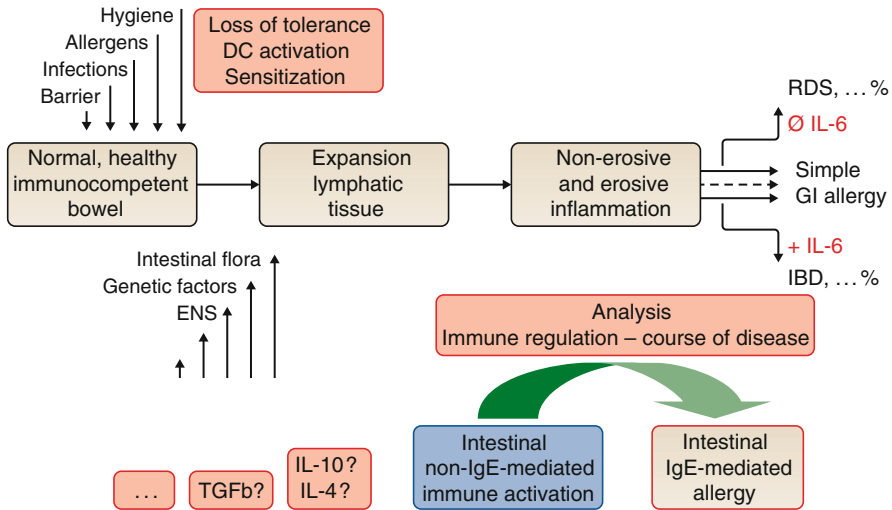 Hygiene
Allergens
Infections
Barrier
Loss of tolerance
DC activation
Sensitization
Normal, healthy
immunocompetent
bowel
Expansion
lymphatic
tissue
Non-erosive
and erosive
inflammation
RDS, ... %
Ø IL-6
Simple
GI allergy
+ IL-6
IBD, ... %
Intestinal flora
Genetic factors
ENS
Analysis
Immune regulation – course of disease
...
TGFb?
IL-10?
IL-4?
Intestinal
non-IgE-mediated
immune activation
Intestinal
IgE-mediated
allergy